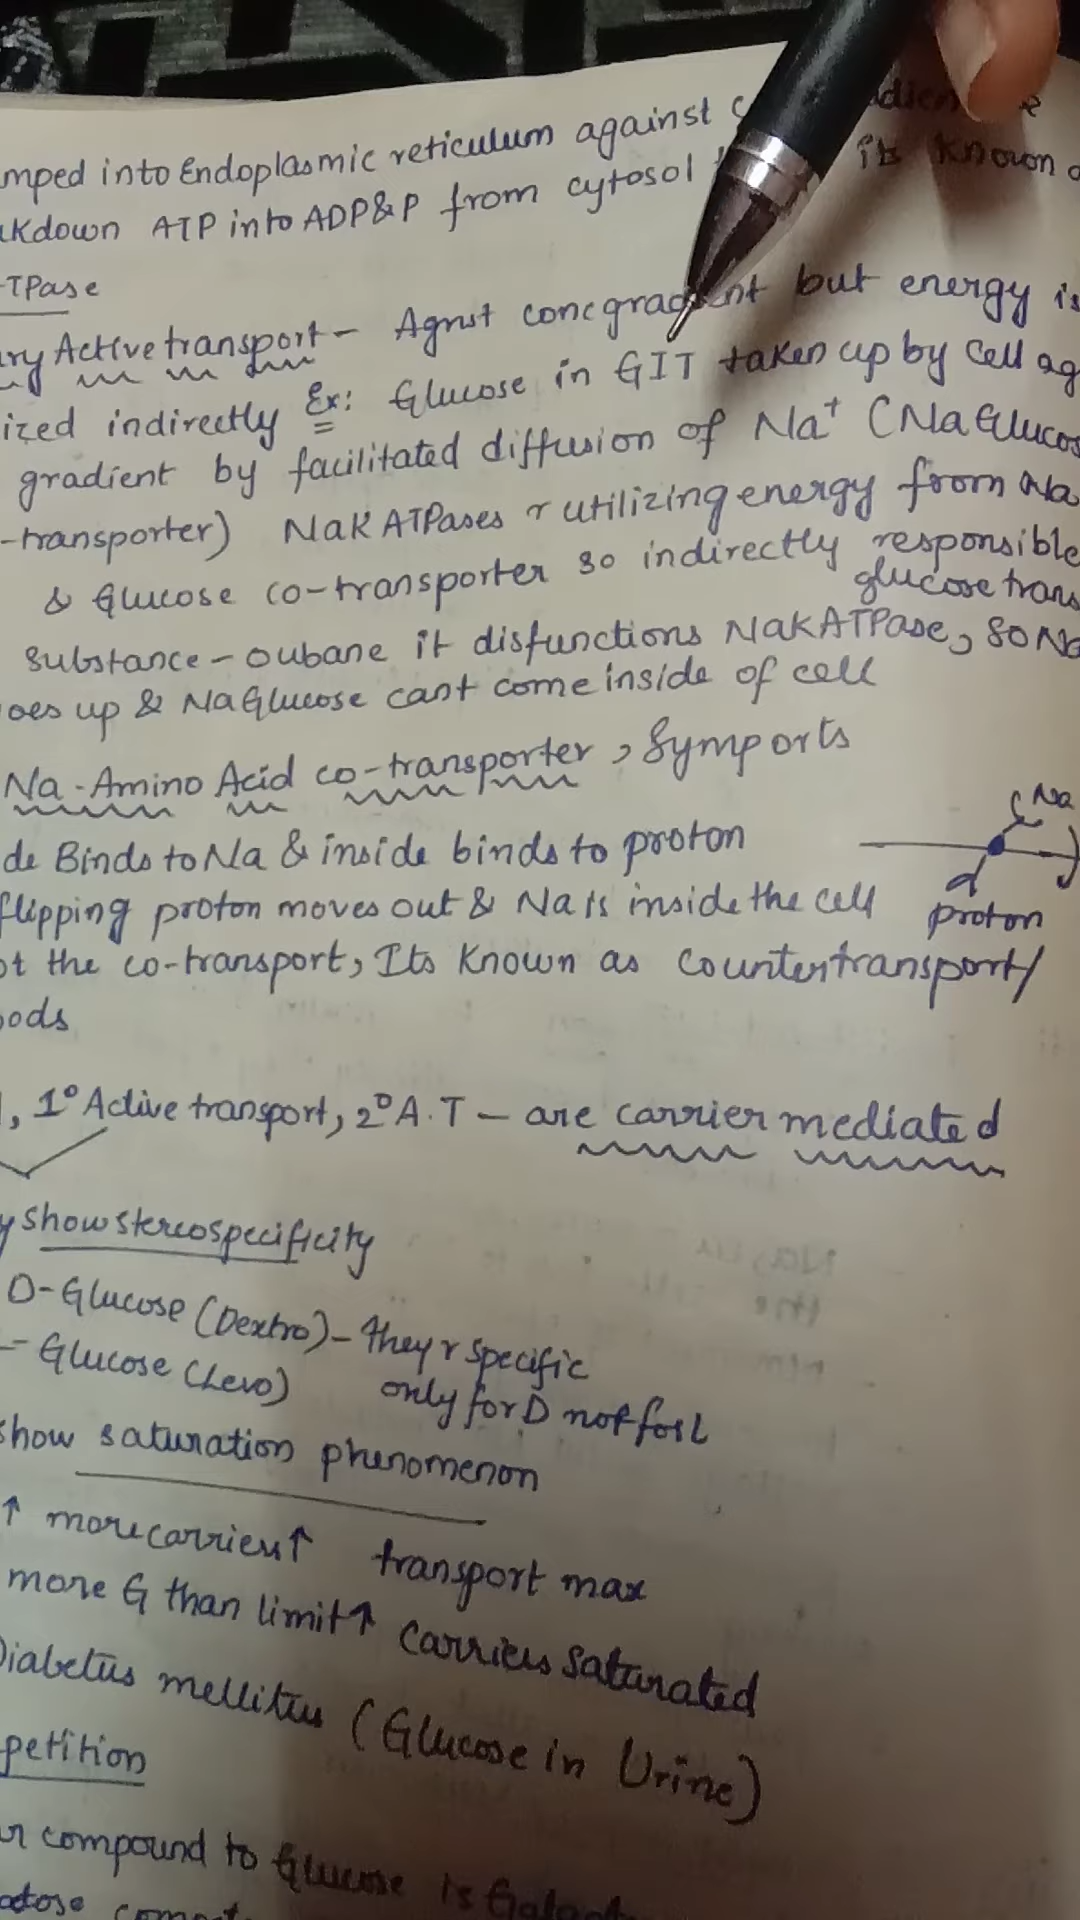 mped into Endoplasmic reticulum against
kdown ATP into ADP&P from cytosol its known
TPase
ry Active transport - Agnst conc gradient but energy is
ized indirectly Ex: Glucose in GIT taken up by cell ag
gradient by facilitated diffusion of Na+ (Na Glucos
-transporter) NaK ATPases r utilizing energy from Na
& Glucose co-transporter so indirectly responsible
glucose trans
substance - oubane it disfunctions NaKATPase, so Na
oes up & NaGlucose cant come inside of cell
Na-Amino Acid co-transporter, Symports
de Binds to Na & inside binds to proton
Na
flipping proton moves out & Na is inside the cell
proton
ot the co-transport, Its Known as countertransport/
, 1° Active transport, 2° A.T - are carrier mediated
y show stereospecificity
D-Glucose (Dextro) - they r specific
- Glucose (Levo) only for D not for L
show saturation phenomenon
↑ more carriers ↑ transport max
more G than limit ↑ carriers saturated
Diabetus mellitus (Glucose in Urine)
petition
compound to Glucose is